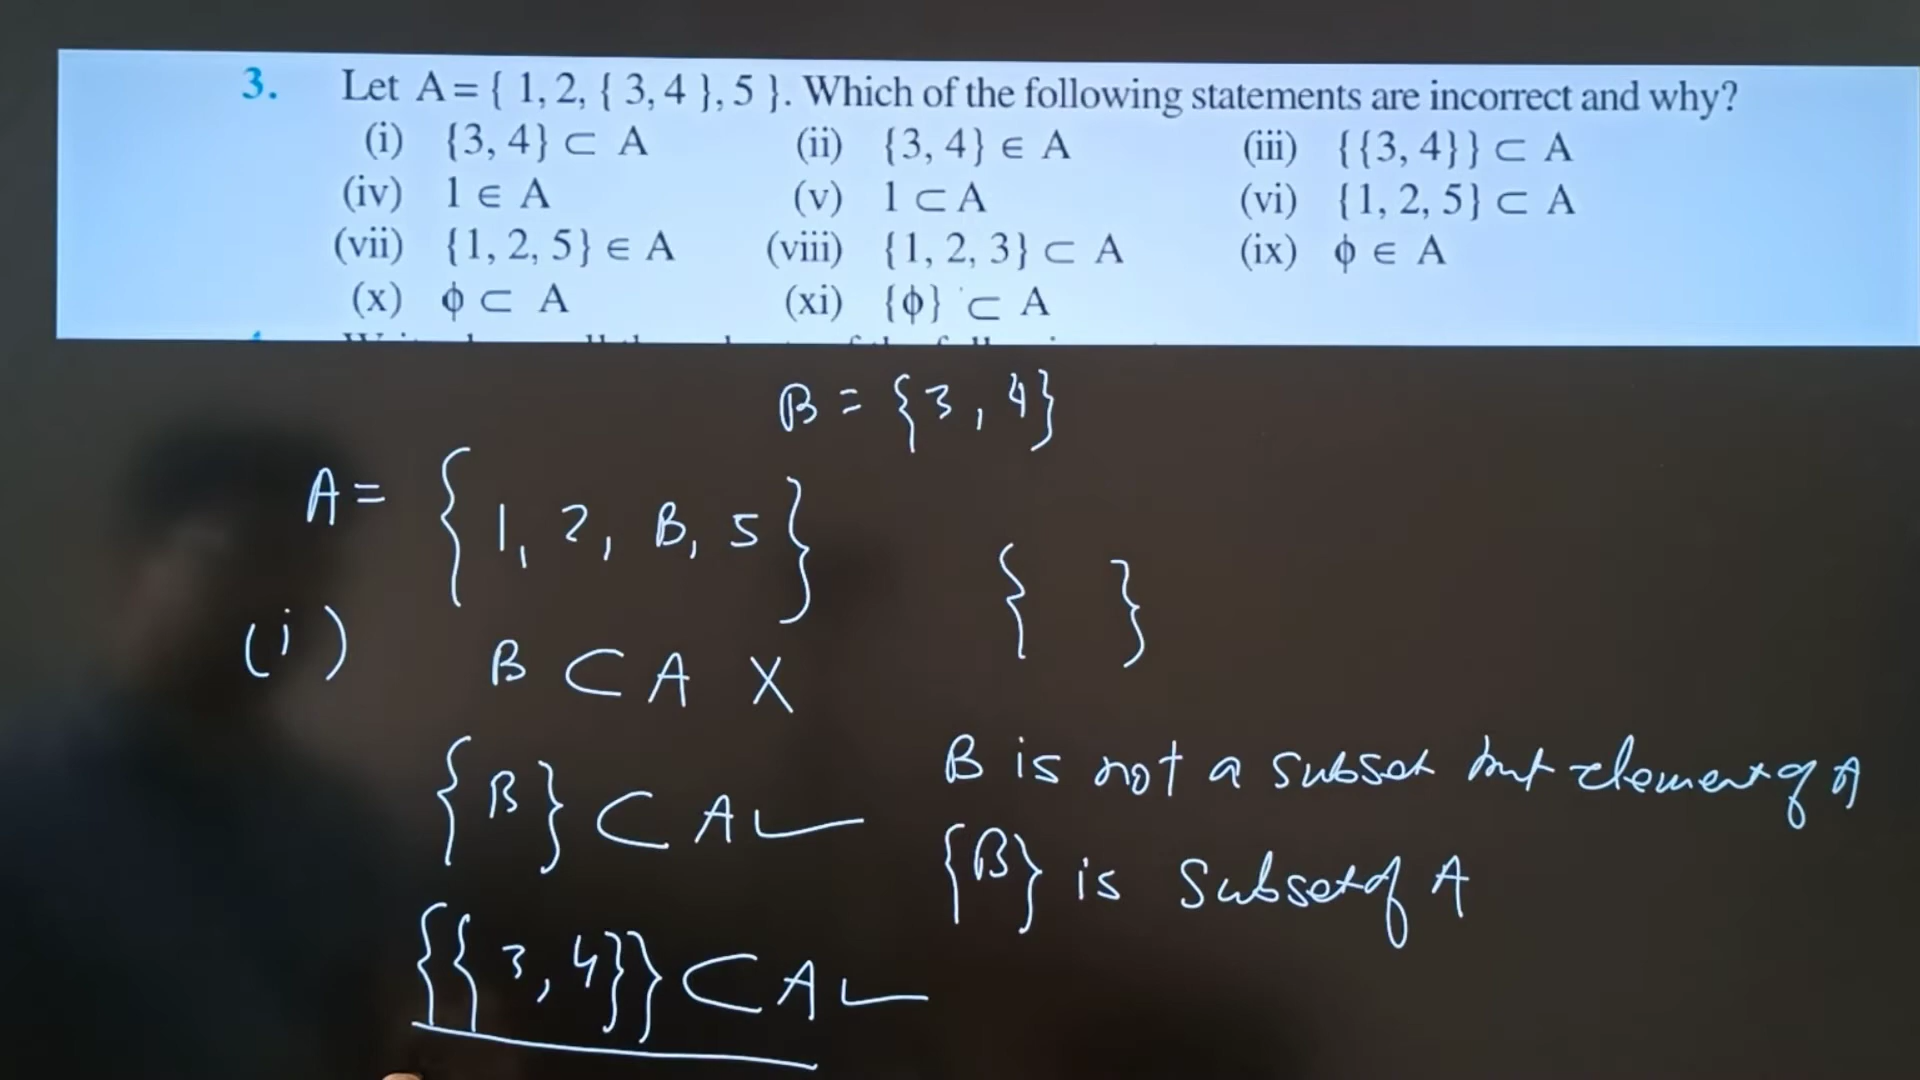 3. Let A = { 1, 2, { 3, 4 }, 5 }. Which of the following statements are incorrect and why?
(i) {3, 4} ⊂ A (ii) {3, 4} ∈ A (iii) {{3, 4}} ⊂ A
(iv) 1 ∈ A (v) 1 ⊂ A (vi) {1, 2, 5} ⊂ A
(vii) {1, 2, 5} ∈ A (viii) {1, 2, 3} ⊂ A (ix) ϕ ∈ A
(x) ϕ ⊂ A (xi) {ϕ} ⊂ A
B = {3, 4}
A = {1, 2, B, 5}
{ }
(i) B ⊂ A X
B is not a subset but element of A
{B} ⊂ A ✓
{B} is Subset of A
{{3, 4}} ⊂ A ✓